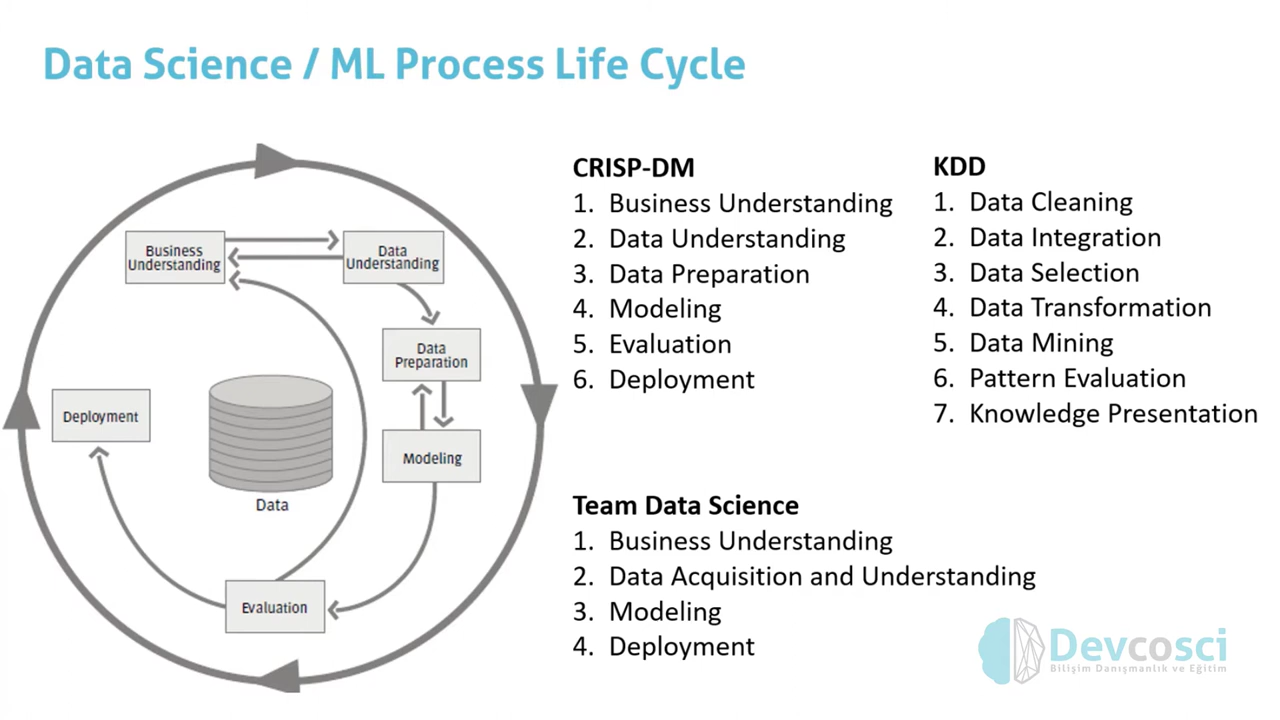 Data Science / ML Process Life Cycle
Business
Understanding
Data
Understanding
Data
Preparation
Modeling
Evaluation
Deployment
Data
CRISP-DM
1. Business Understanding
2. Data Understanding
3. Data Preparation
4. Modeling
5. Evaluation
6. Deployment
KDD
1. Data Cleaning
2. Data Integration
3. Data Selection
4. Data Transformation
5. Data Mining
6. Pattern Evaluation
7. Knowledge Presentation
Team Data Science
1. Business Understanding
2. Data Acquisition and Understanding
3. Modeling
4. Deployment
Devcosci
Bilişim Danışmanlık ve Eğitim